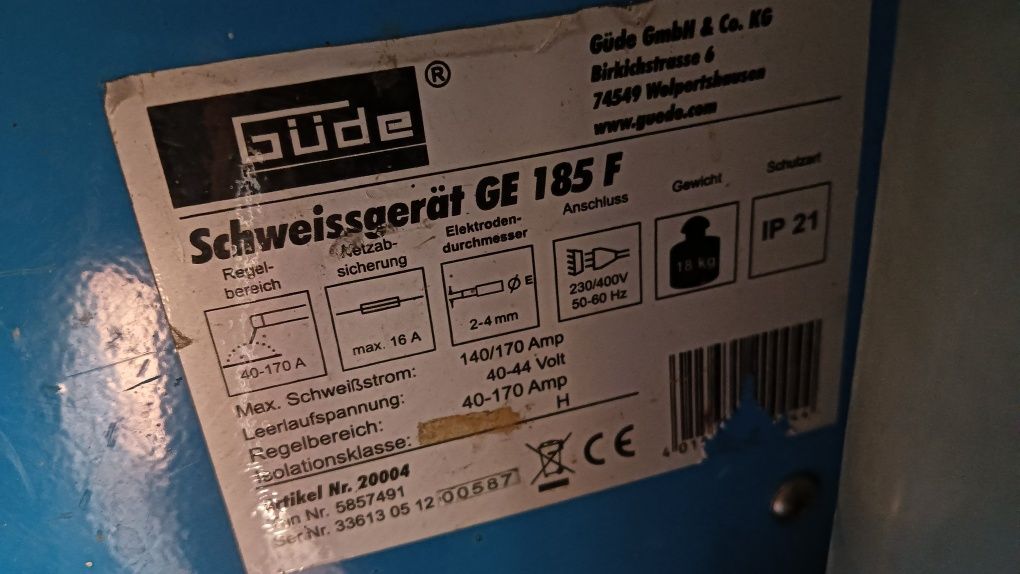 Güde
®
Güde GmbH & Co. KG
Birkichstrasse 6
74549 Wolpertshausen
www.guede.com
Schweissgerät GE 185 F
Regel-
bereich
40-170 A
Netzab-
sicherung
max. 16 A
Elektroden-
durchmesser
Ø E
2-4 mm
Anschluss
230/400V
50-60 Hz
Gewicht
18 kg
Schutzart
IP 21
Max. Schweißstrom: 140/170 Amp
Leerlaufspannung: 40-44 Volt
Regelbereich: 40-170 Amp
Isolationsklasse: H
Artikel Nr. 20004
Nr. 5857491
Ser Nr. 33613 05 12 00587
CE